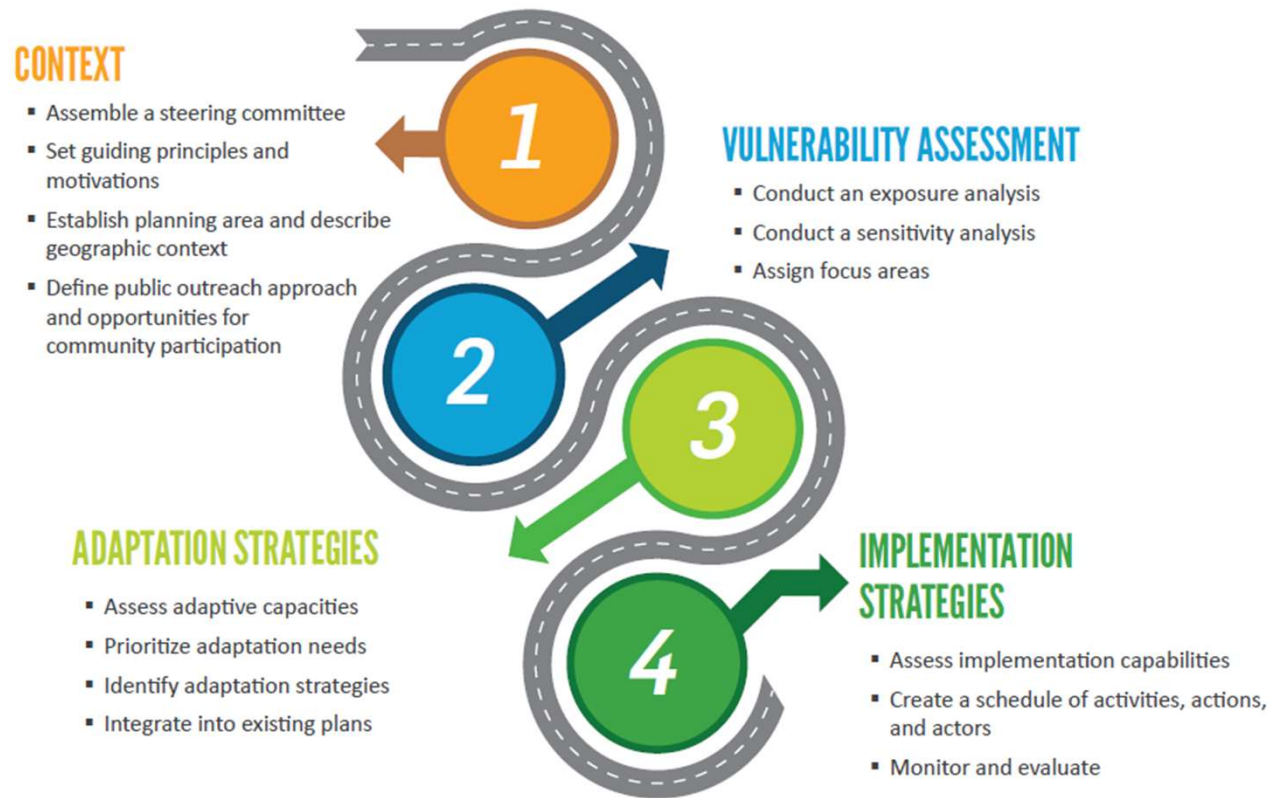 CONTEXT
▪ Assemble a steering committee
▪ Set guiding principles and
motivations
▪ Establish planning area and describe
geographic context
▪ Define public outreach approach
and opportunities for
community participation
1
VULNERABILITY ASSESSMENT
▪ Conduct an exposure analysis
▪ Conduct a sensitivity analysis
▪ Assign focus areas
2
3
ADAPTATION STRATEGIES
▪ Assess adaptive capacities
▪ Prioritize adaptation needs
▪ Identify adaptation strategies
▪ Integrate into existing plans
4
IMPLEMENTATION
STRATEGIES
▪ Assess implementation capabilities
▪ Create a schedule of activities, actions,
and actors
▪ Monitor and evaluate